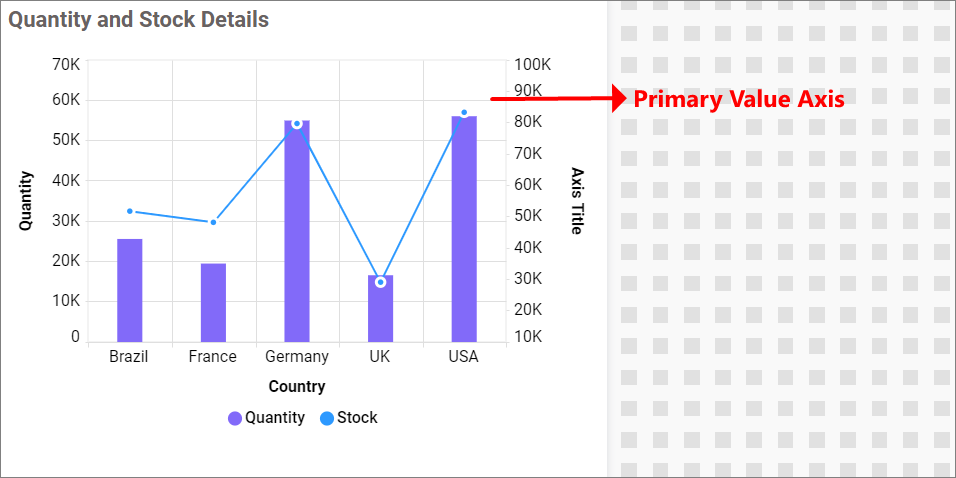 Quantity and Stock Details
70K
60K
50K
40K
30K
20K
10K
0
Quantity
100K
90K
80K
70K
60K
50K
40K
30K
20K
10K
Axis Title
Primary Value Axis
Brazil France Germany UK USA
Country
Quantity Stock